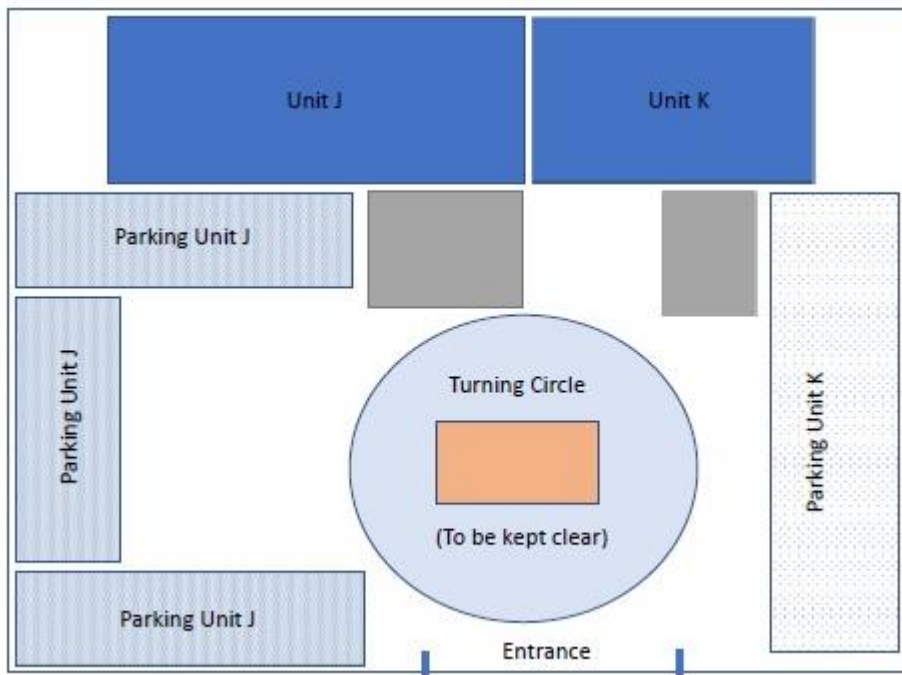 Unit J
Unit K
Parking Unit J
Parking Unit J
Turning Circle
Parking Unit K
(To be kept clear)
Parking Unit J
Entrance